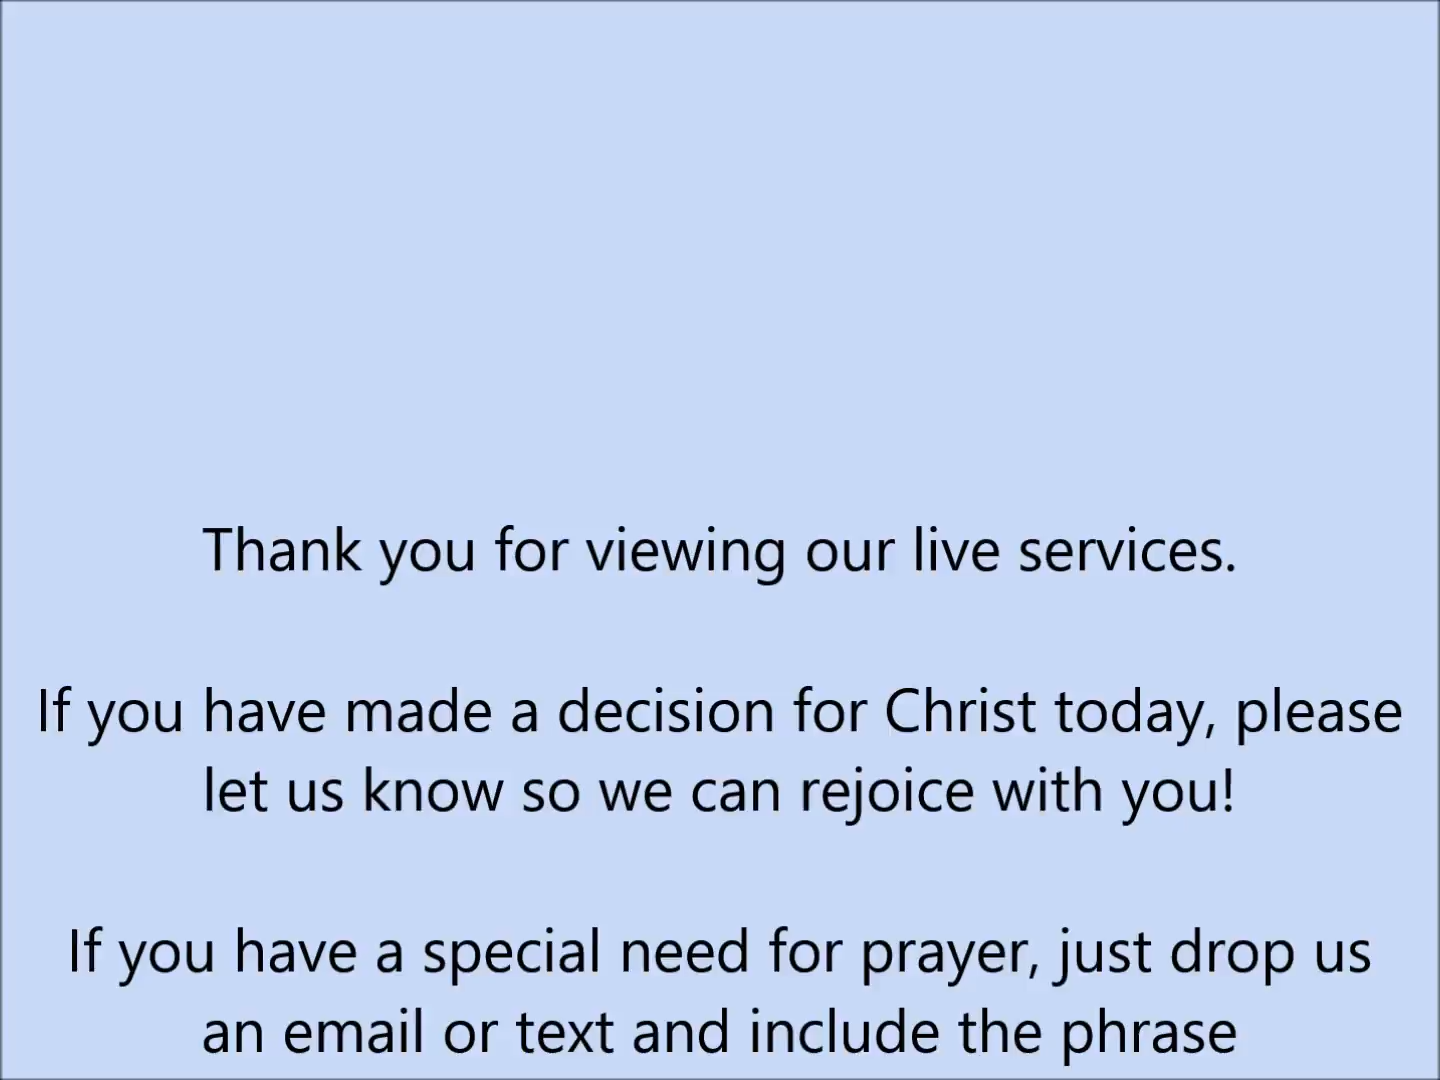 Thank you for viewing our live services.
If you have made a decision for Christ today, please
let us know so we can rejoice with you!
If you have a special need for prayer, just drop us
an email or text and include the phrase